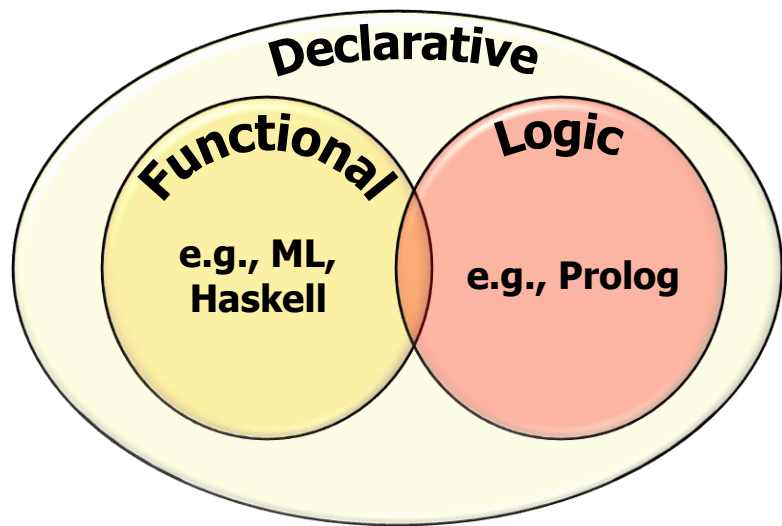 Declarative
Functional
e.g., ML,
Haskell
Logic
e.g., Prolog